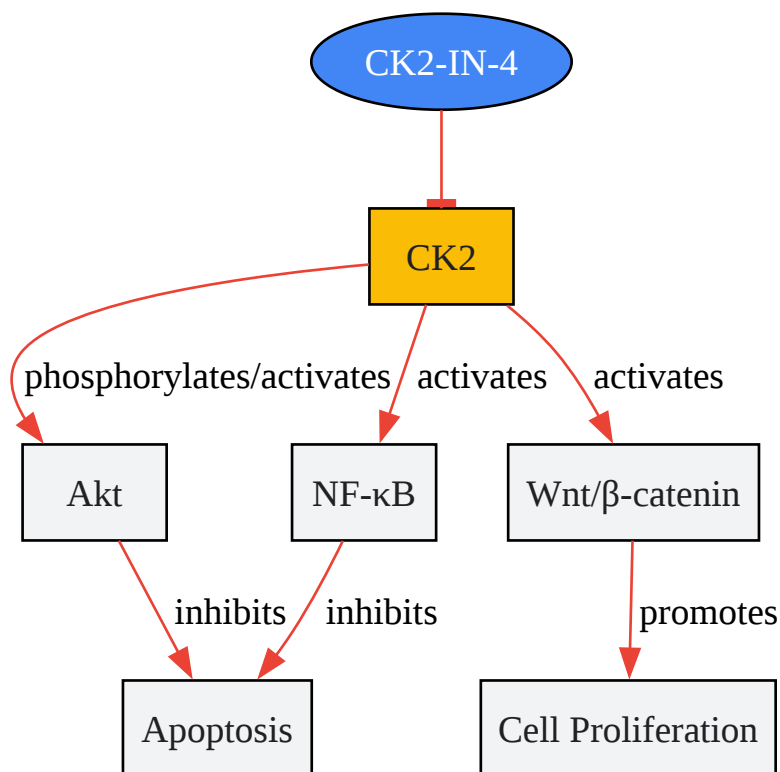 CK2-IN-4
CK2
phosphorylates/activates
activates
activates
Akt
NF-κB
Wnt/β-catenin
inhibits
inhibits
promotes
Apoptosis
Cell Proliferation